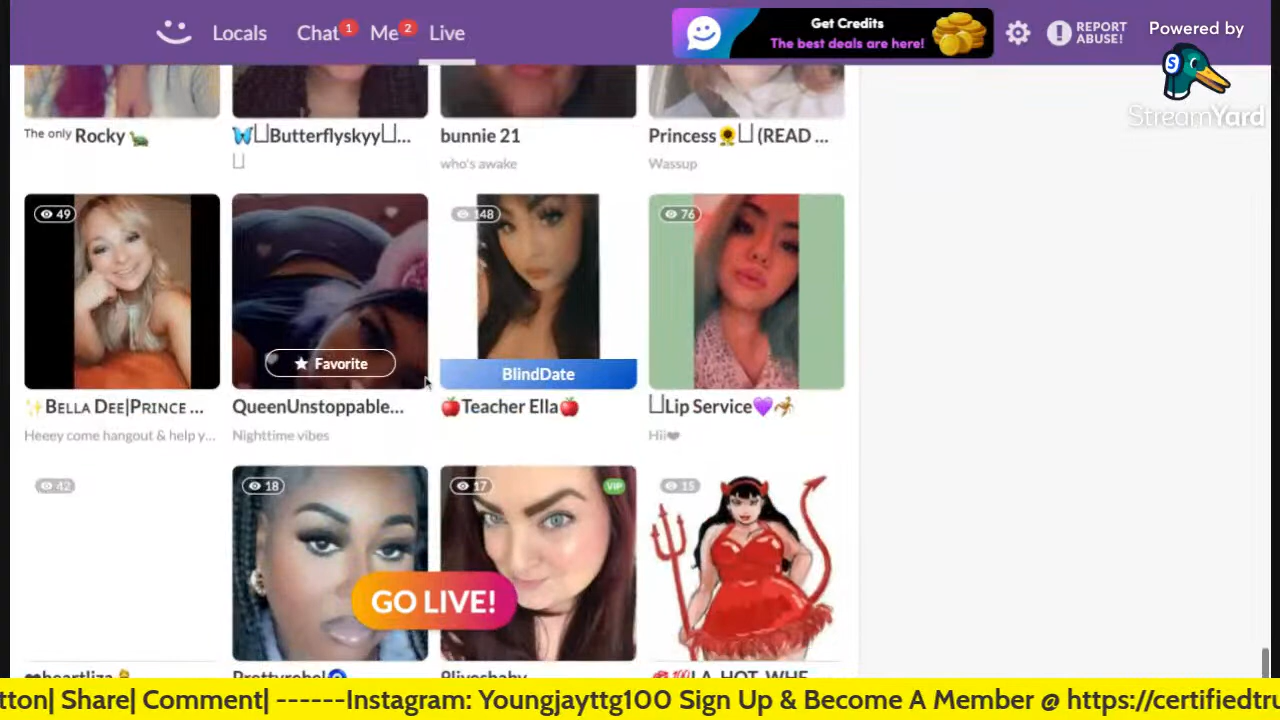 Locals Chat 1 Me 2 Live
Get Credits
The best deals are here!
REPORT
ABUSE!
Powered by
S
StreamYard
The only Rocky
Butterflyskyy...
bunnie 21
who's awake
Princess (READ ...
Wassup
49
148
76
Favorite
BlindDate
✨BELLA DEE|PRINCE ...
Heeey come hangout & help y...
QueenUnstoppable...
Nighttime vibes
🍎Teacher Ella🍎
Lip Service💜
Hii❤
42
18
17
VIP
15
GO LIVE!
tton| Share| Comment| ------Instagram: Youngjayttg100 Sign Up & Become A Member @ https://certifiedtru